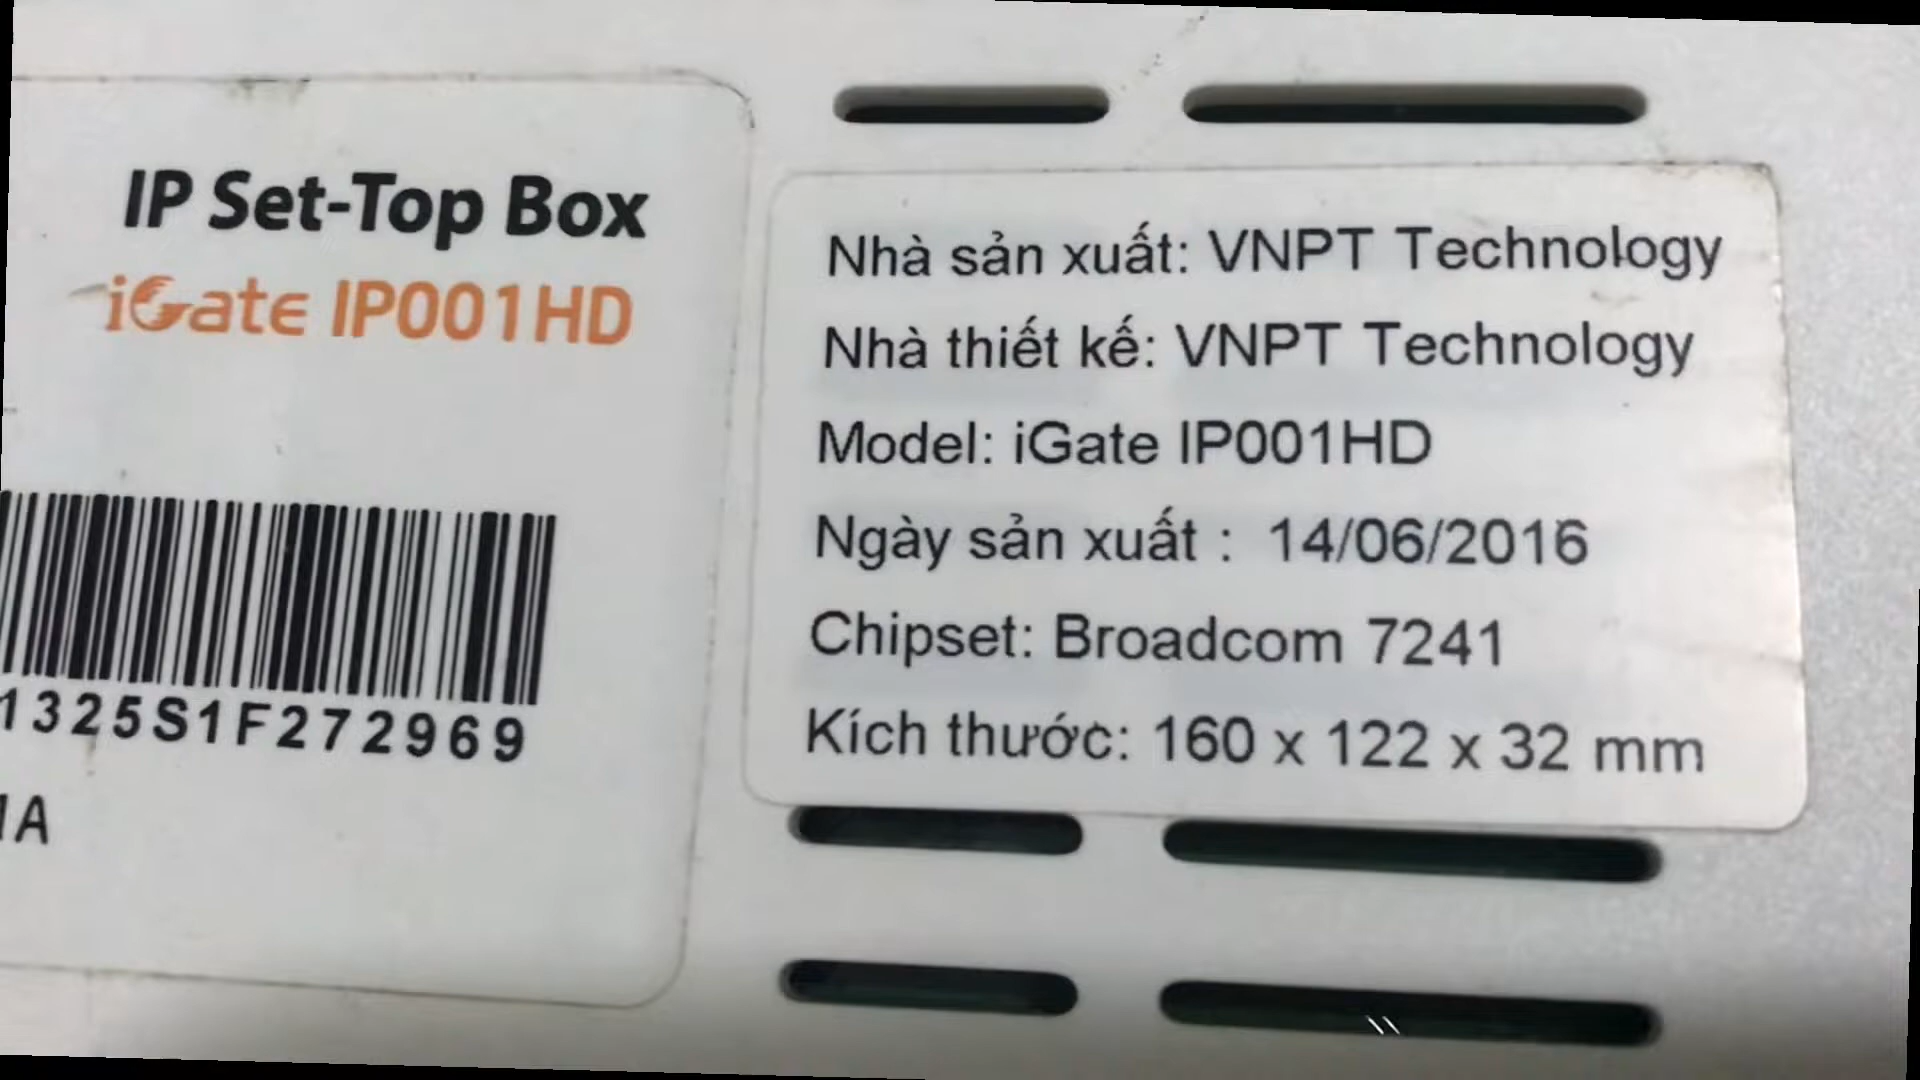 IP Set-Top Box
iGate IP001HD
1325S1F272969
Nhà sản xuất: VNPT Technology
Nhà thiết kế: VNPT Technology
Model: iGate IP001HD
Ngày sản xuất : 14/06/2016
Chipset: Broadcom 7241
Kích thước: 160 x 122 x 32 mm